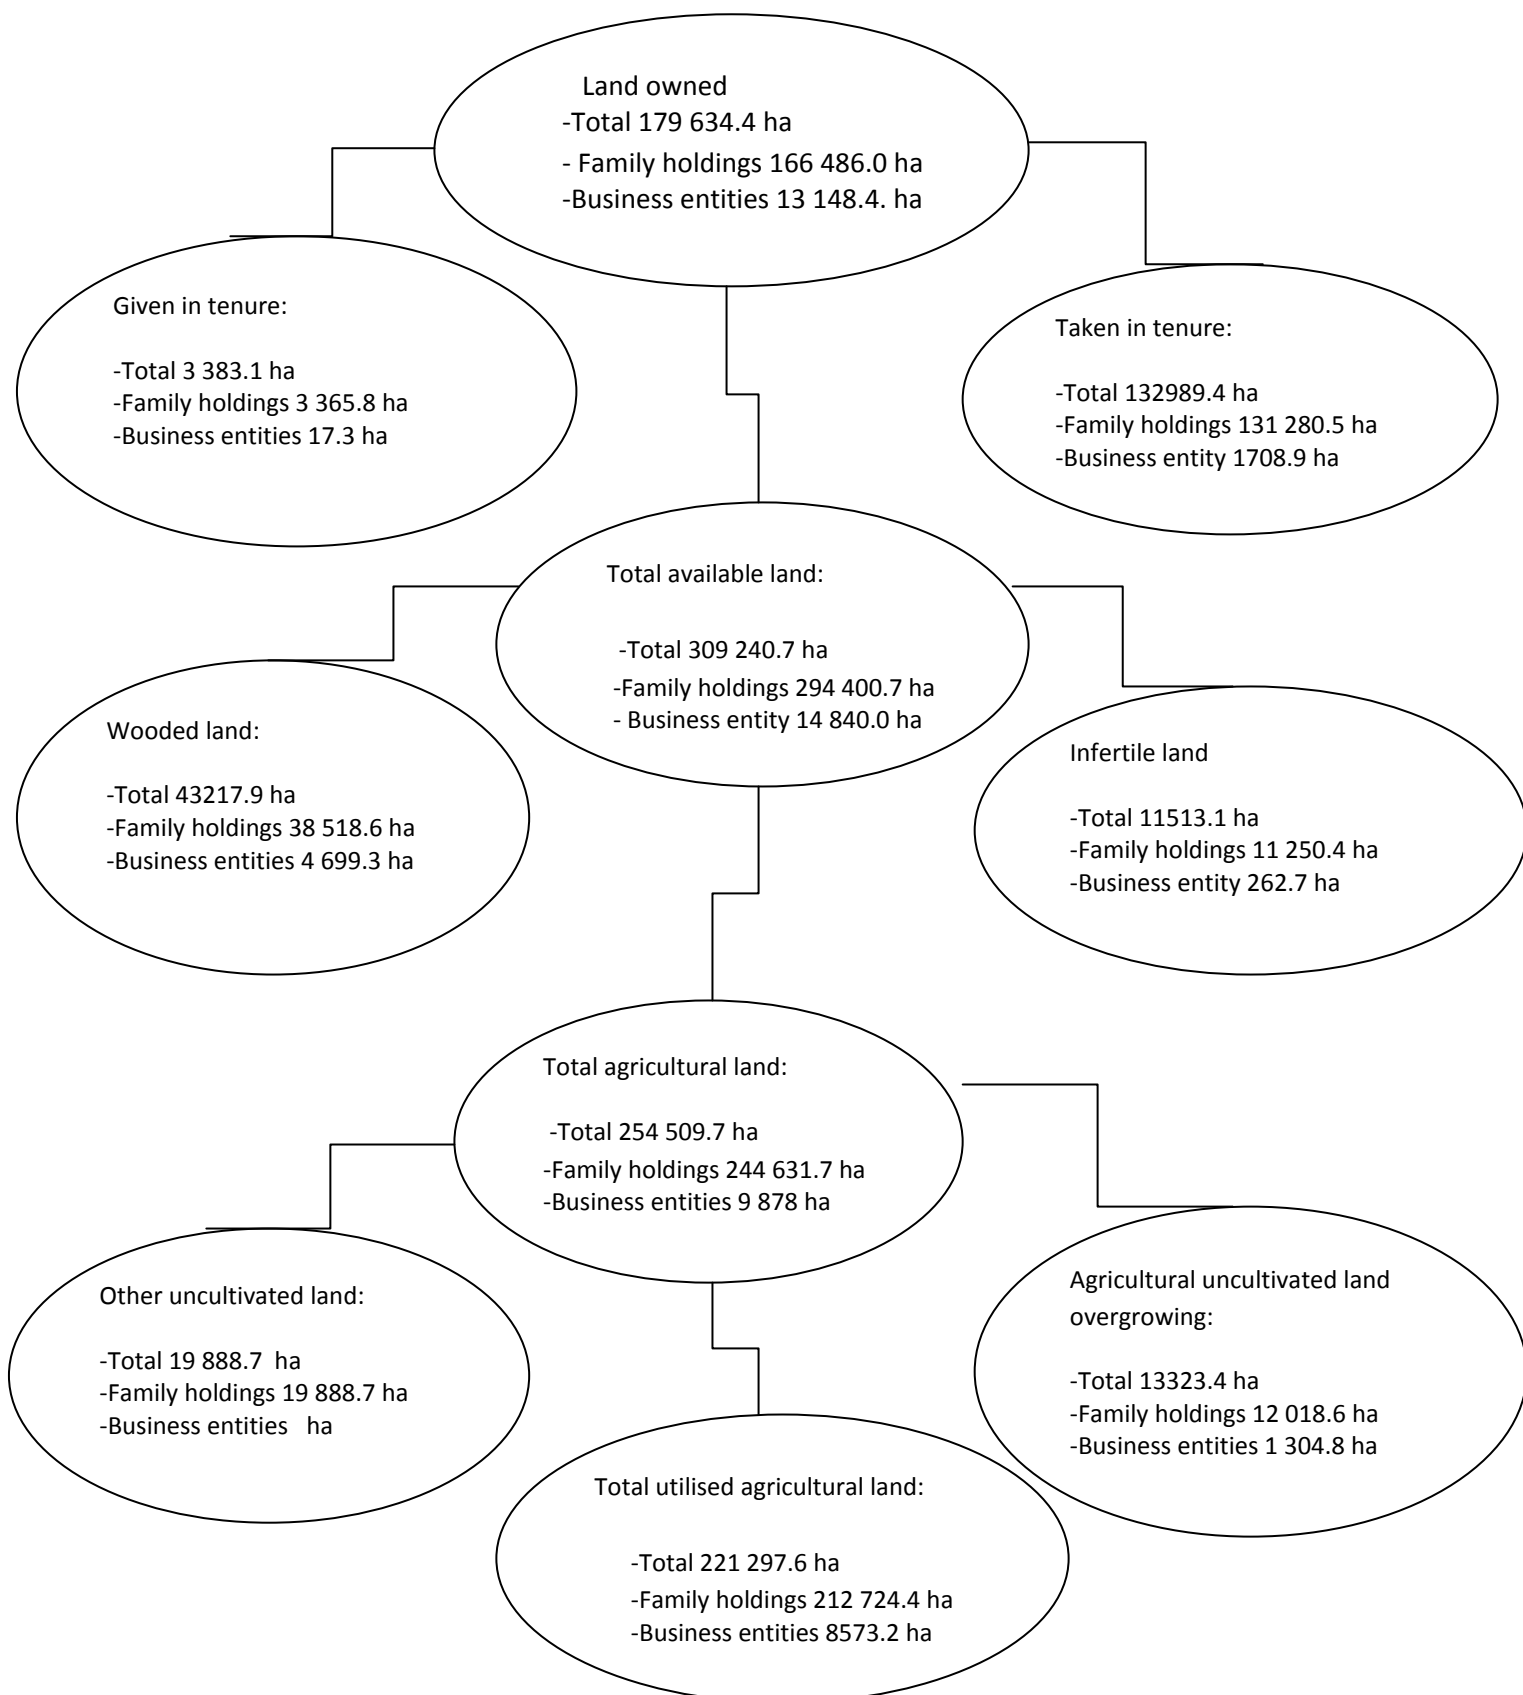 Land owned
-Total 179 634.4 ha
- Family holdings 166 486.0 ha
-Business entities 13 148.4. ha
Given in tenure:
-Total 3 383.1 ha
-Family holdings 3 365.8 ha
-Business entities 17.3 ha
Taken in tenure:
-Total 132989.4 ha
-Family holdings 131 280.5 ha
-Business entity 1708.9 ha
Total available land:
-Total 309 240.7 ha
-Family holdings 294 400.7 ha
- Business entity 14 840.0 ha
Wooded land:
-Total 43217.9 ha
-Family holdings 38 518.6 ha
-Business entities 4 699.3 ha
Infertile land
-Total 11513.1 ha
-Family holdings 11 250.4 ha
-Business entity 262.7 ha
Total agricultural land:
-Total 254 509.7 ha
-Family holdings 244 631.7 ha
-Business entities 9 878 ha
Other uncultivated land:
-Total 19 888.7 ha
-Family holdings 19 888.7 ha
-Business entities ha
Agricultural uncultivated land
overgrowing:
-Total 13323.4 ha
-Family holdings 12 018.6 ha
-Business entities 1 304.8 ha
Total utilised agricultural land:
-Total 221 297.6 ha
-Family holdings 212 724.4 ha
-Business entities 8573.2 ha